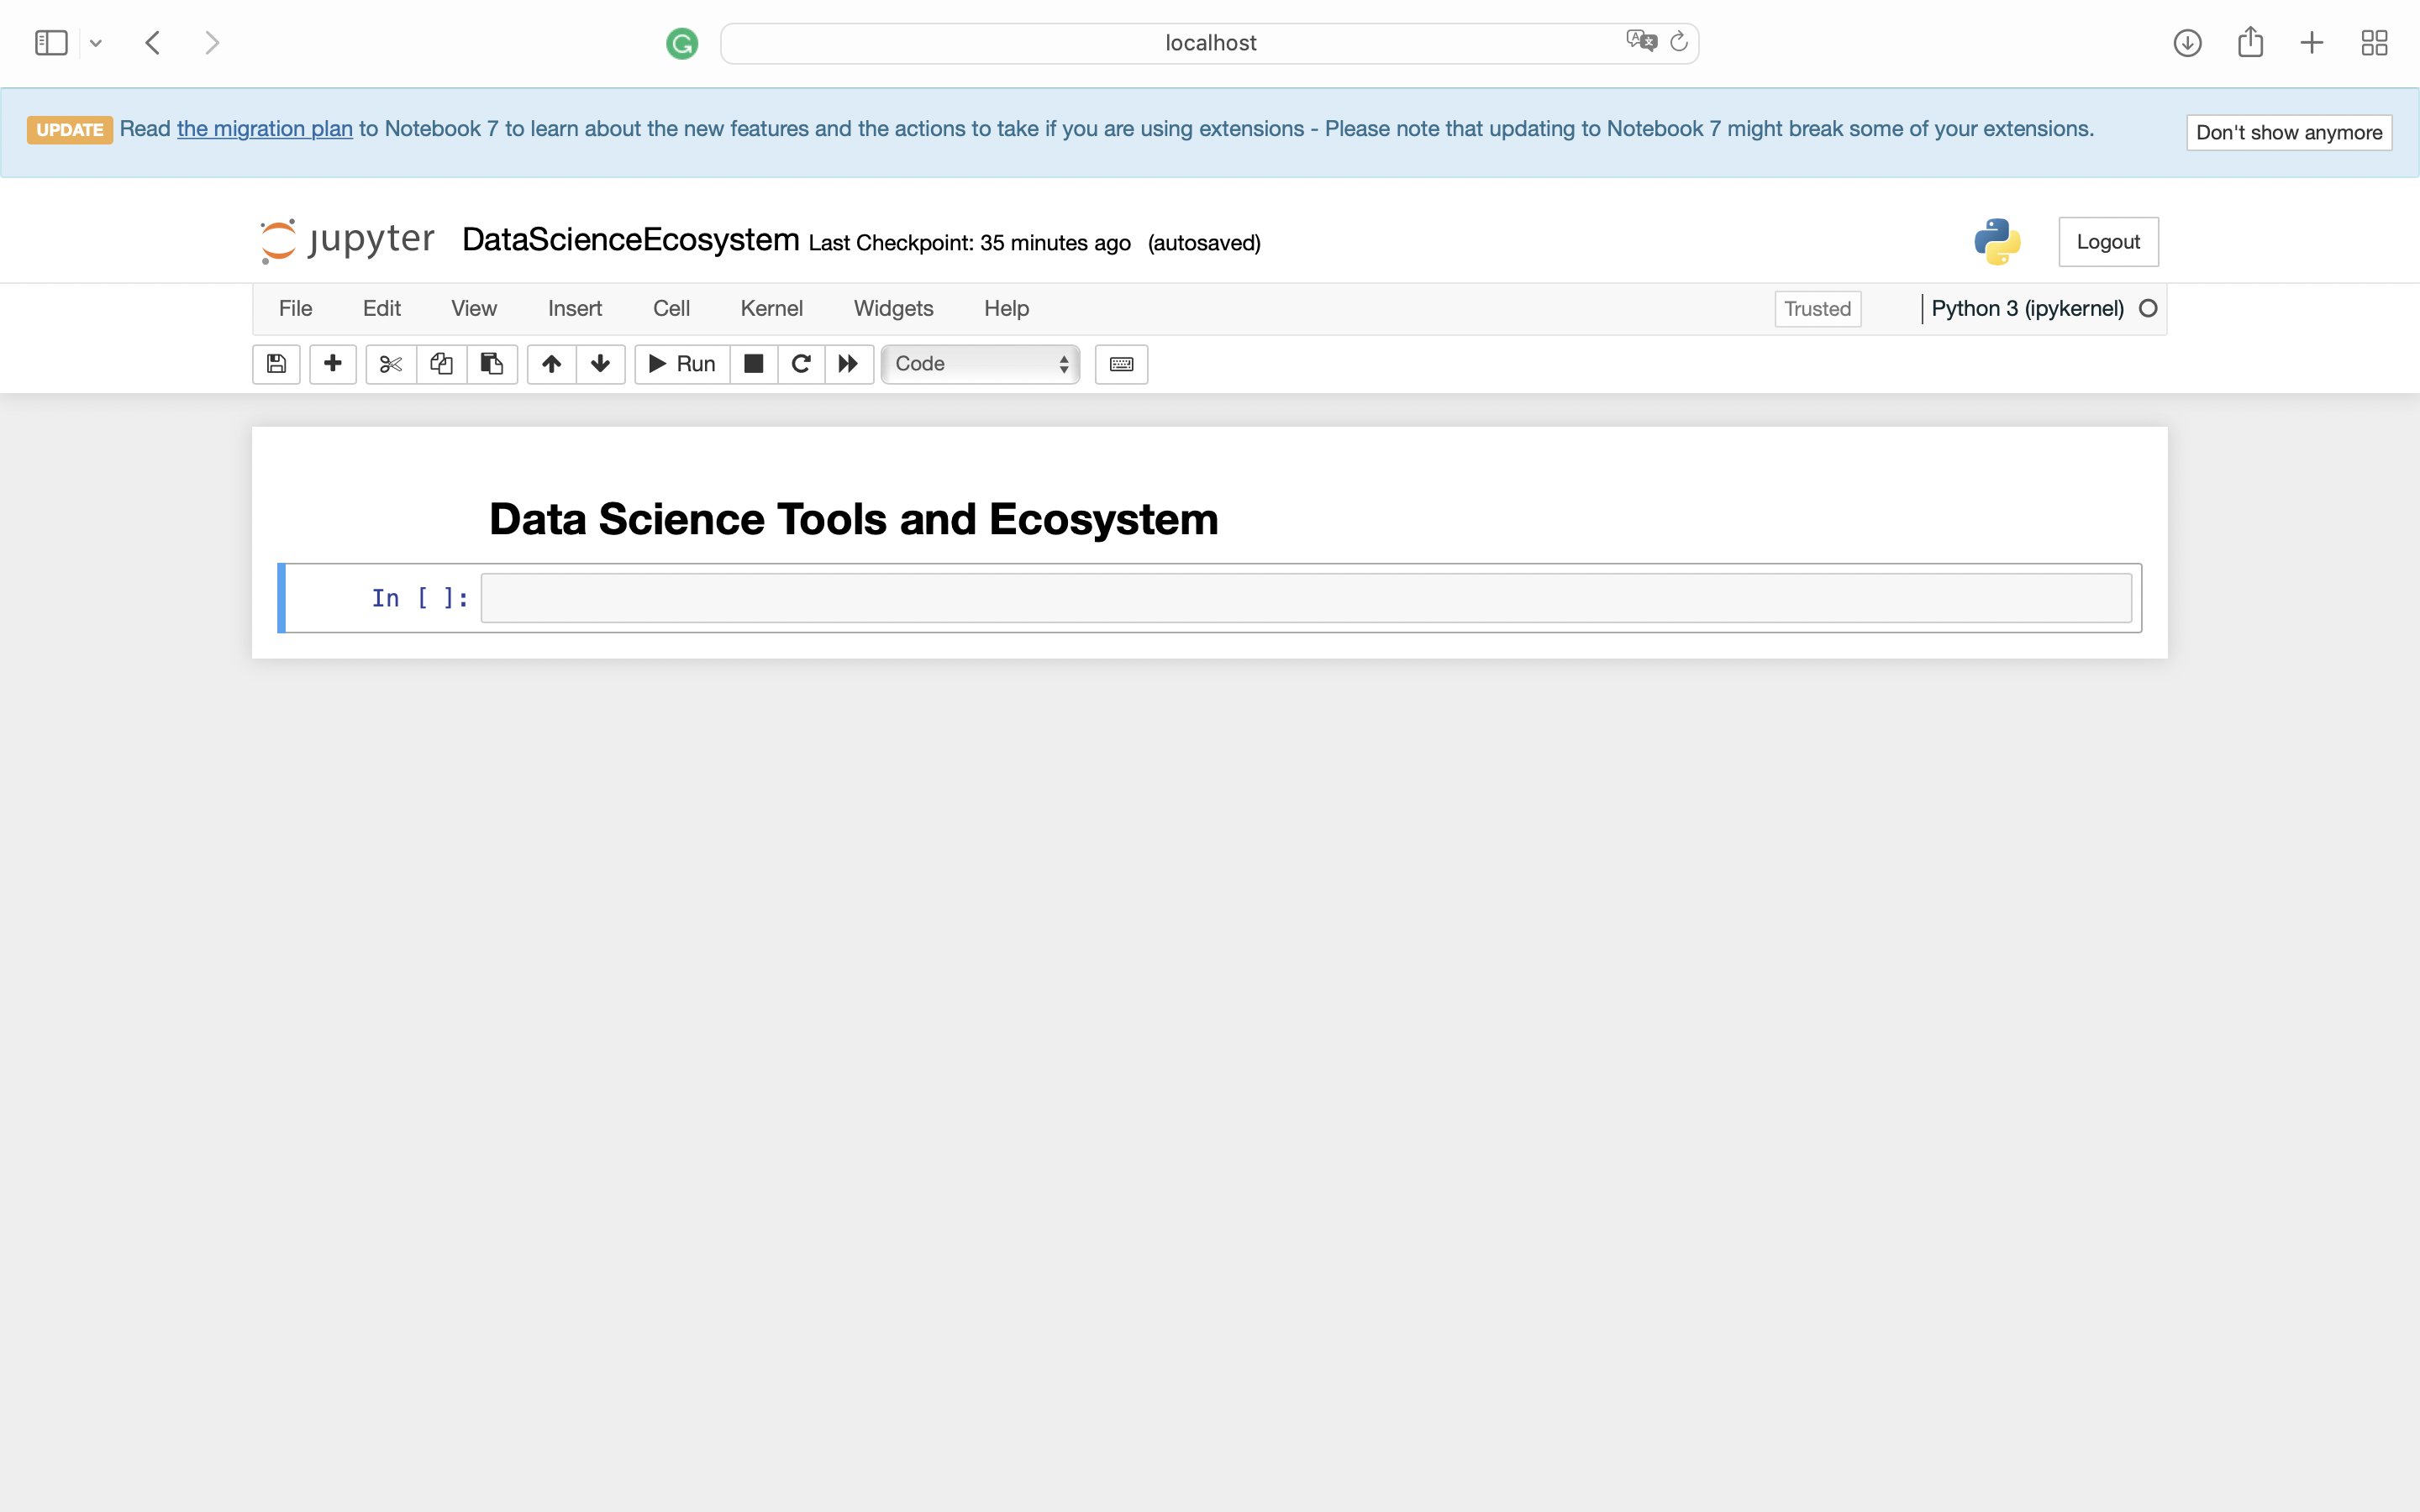 localhost
UPDATE Read the migration plan to Notebook 7 to learn about the new features and the actions to take if you are using extensions - Please note that updating to Notebook 7 might break some of your extensions. Don't show anymore
jupyter DataScienceEcosystem Last Checkpoint: 35 minutes ago (autosaved) Logout
File Edit View Insert Cell Kernel Widgets Help Trusted Python 3 (ipykernel)
Run Code
Data Science Tools and Ecosystem
In [ ]: